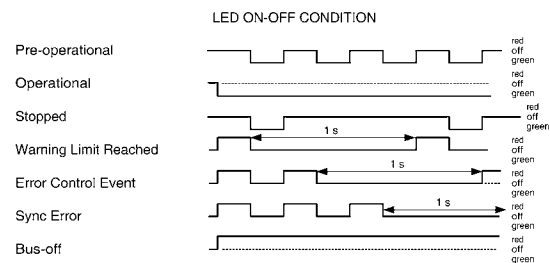 LED ON-OFF CONDITION
Pre-operational
red
off
green
Operational
red
off
green
Stopped
red
off
green
1 s
Warning Limit Reached
red
off
green
1 s
Error Control Event
red
off
green
1 s
Sync Error
red
off
green
Bus-off
red
off
green